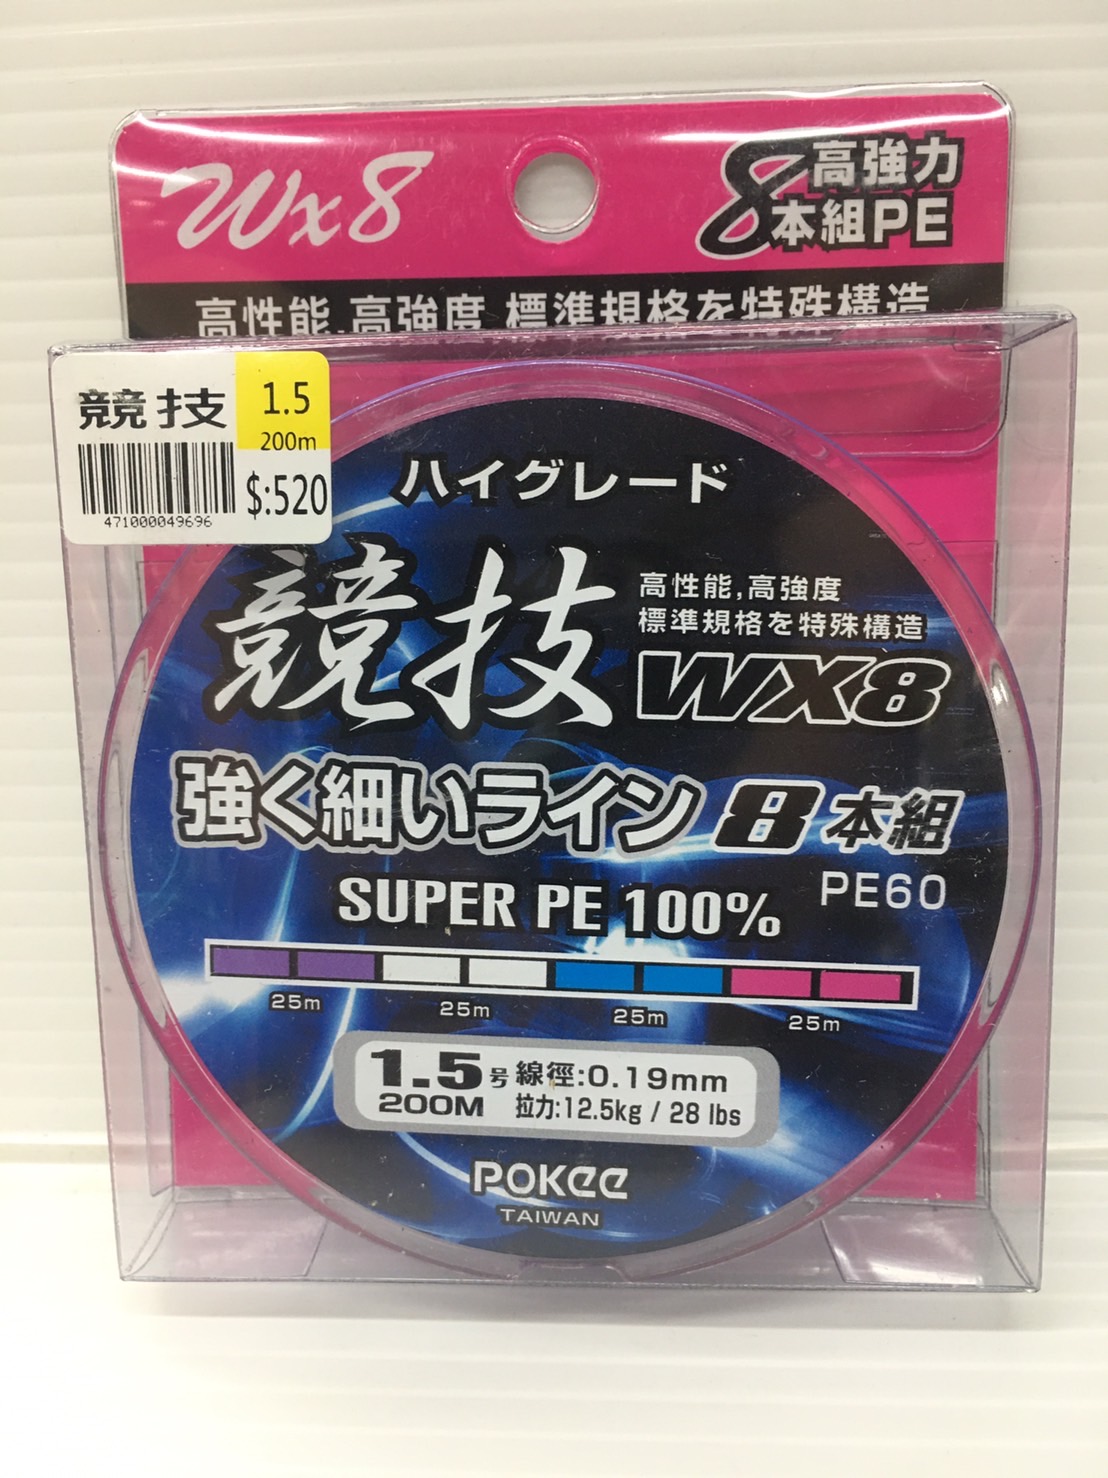 Wx8
8 高強力
本組PE
高性能,高強度 標準規格を特殊構造
競技
1.5
200m
$:520
471000049696
ハイグレード
競技
高性能,高強度
標準規格を特殊構造
WX8
強く細いライン 8本組
PE60
SUPER PE 100%
25m 25m 25m 25m
1.5号 線徑:0.19mm
200M 拉力:12.5kg / 28 lbs
POKee
TAIWAN